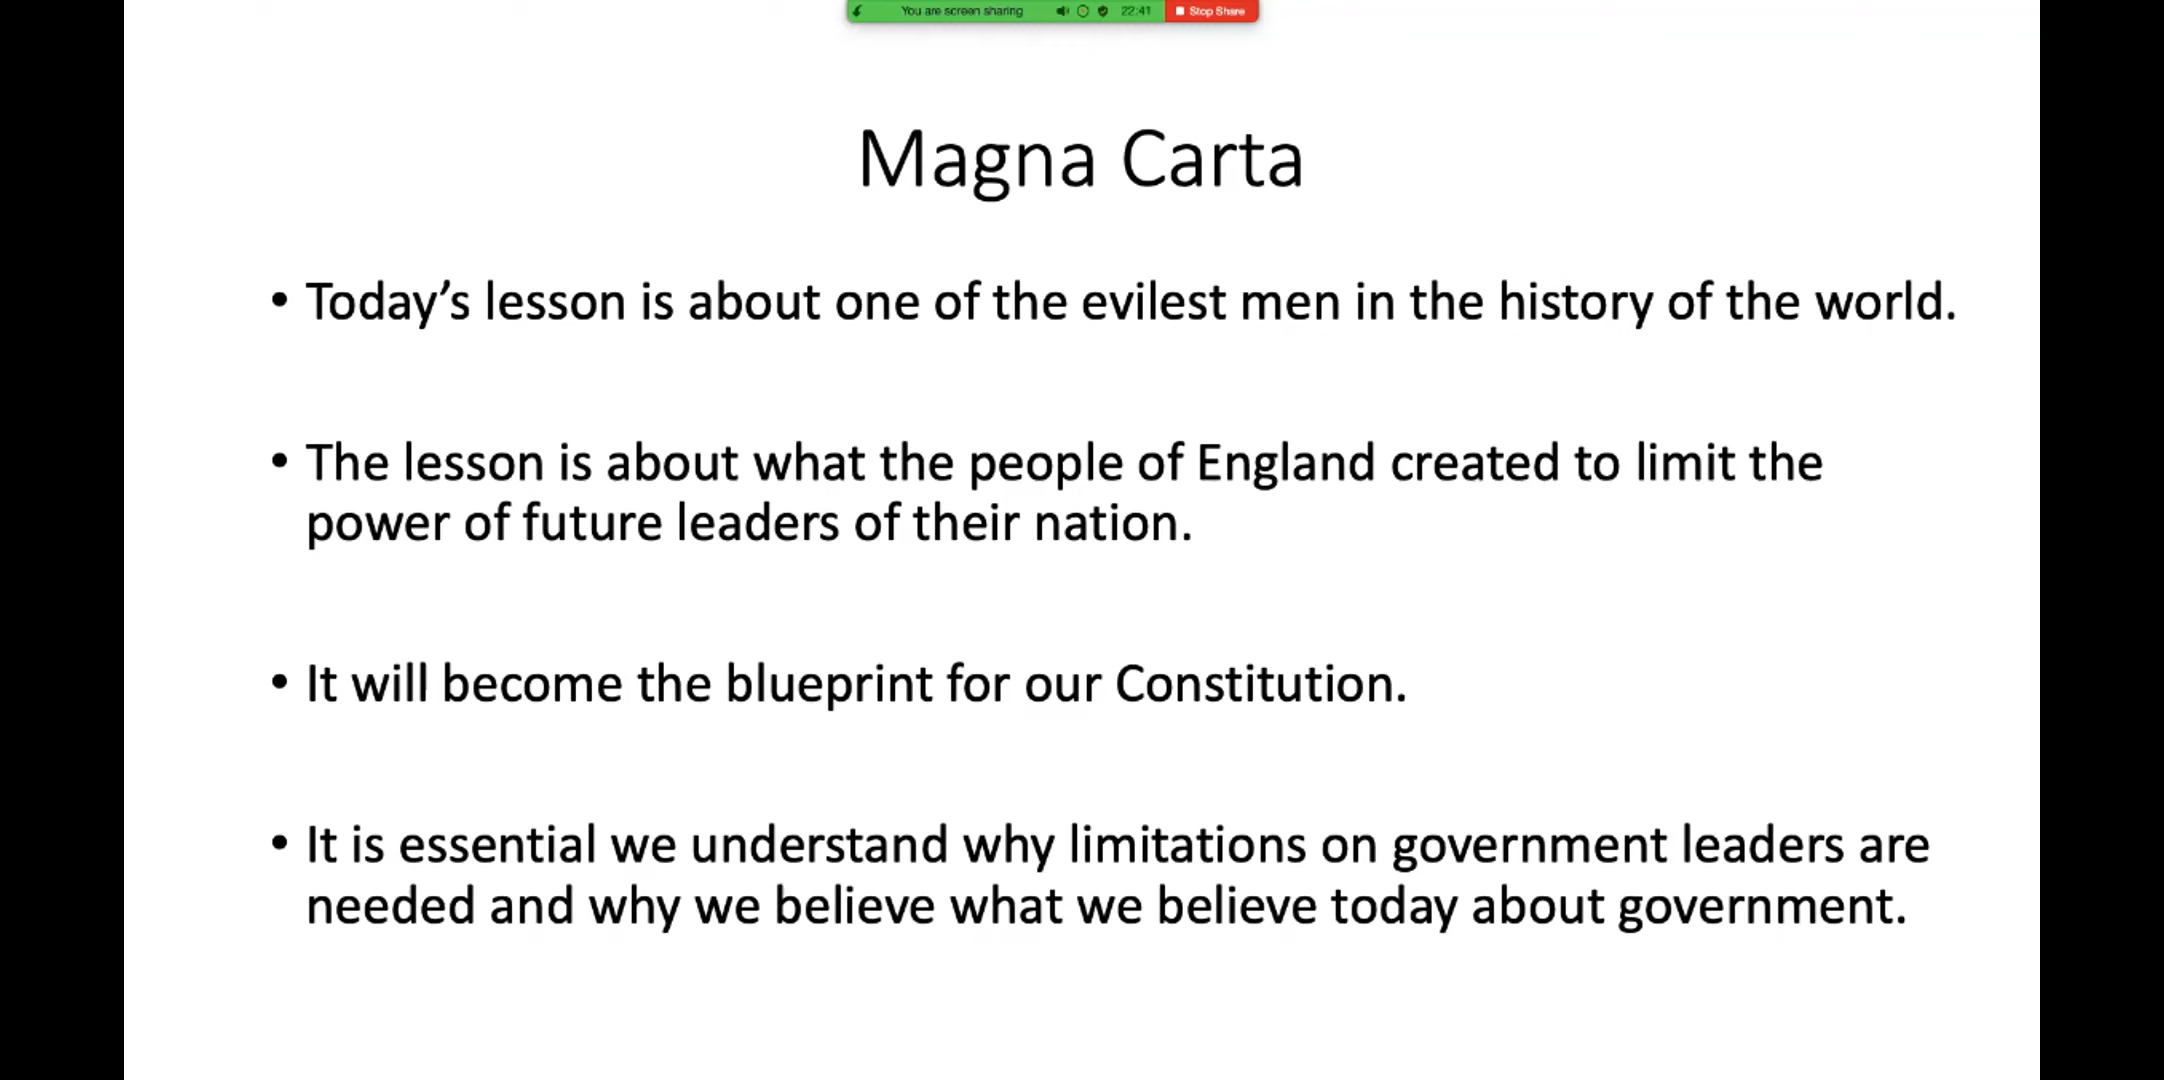 You are screen sharing 22:41 Stop Share
Magna Carta
• Today’s lesson is about one of the evilest men in the history of the world.
• The lesson is about what the people of England created to limit the
power of future leaders of their nation.
• It will become the blueprint for our Constitution.
• It is essential we understand why limitations on government leaders are
needed and why we believe what we believe today about government.